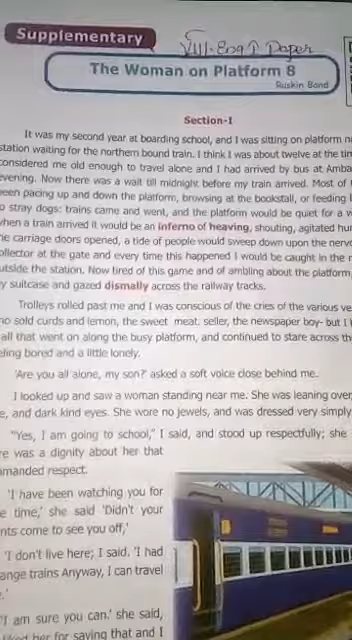 Supplementary
VIII-Eng I Paper
The Woman on Platform 8
Ruskin Bond
Section-I
It was my second year at boarding school, and I was sitting on platform
station waiting for the northern bound train. I think I was about twelve at the
considered me old enough to travel alone and I had arrived by bus at
evening. Now there was a wait till midnight before my train arrived. Most of
een pacing up and down the platform, browsing at the bookstall, or feeding
o stray dogs: trains came and went, and the platform would be quiet for a
when a train arrived it would be an inferno of heaving, shouting, agitated
he carriage doors opened, a tide of people would sweep down upon the
ollector at the gate and every time this happened I would be caught in the
utside the station. Now tired of this game and of ambling about the platform,
y suitcase and gazed dismally across the railway tracks.
Trolleys rolled past me and I was conscious of the cries of the various
ho sold curds and lemon, the sweet meat. seller, the newspaper boy- but I
all that went on along the busy platform, and continued to stare across
eling bored and a little lonely.
'Are you all alone, my son?' asked a soft voice close behind me.
I looked up and saw a woman standing near me. She was leaning over,
e, and dark kind eyes. She wore no jewels, and was dressed very simply
"Yes, I am going to school," I said, and stood up respectfully; she
re was a dignity about her that
manded respect.
'I have been watching you for
e time,' she said 'Didn't your
nts come to see you off,'
'I don't live here; I said. 'I had
ange trains Anyway, I can travel
'I am sure you can.' she said,
liked her for saying that and I